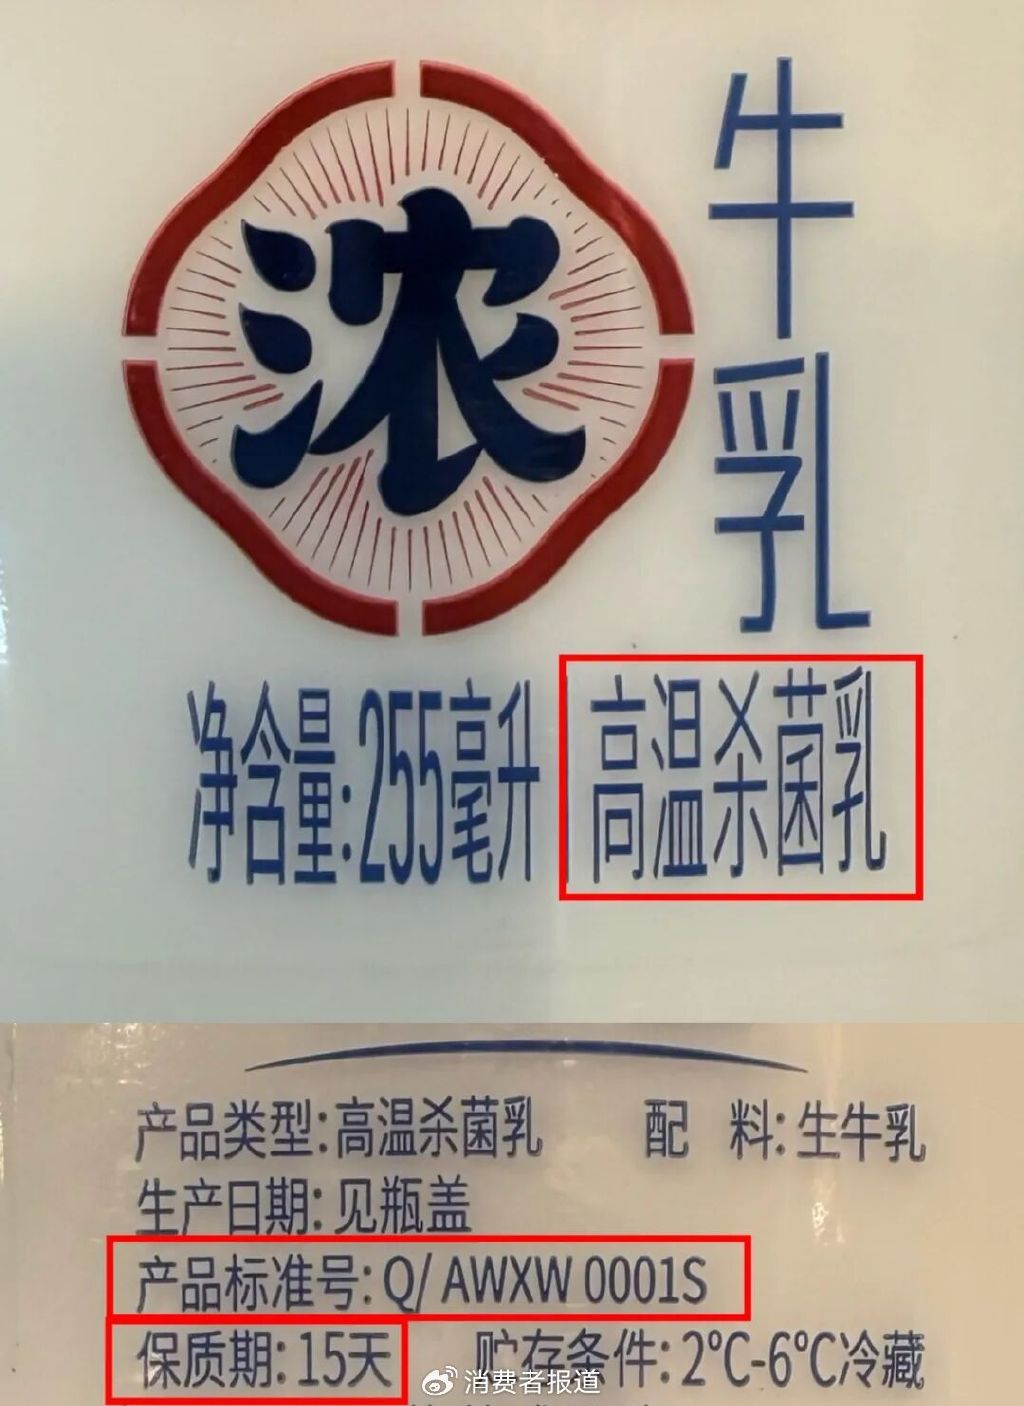 浓
牛乳
净含量:255毫升
高温杀菌乳
产品类型:高温杀菌乳 配 料:生牛乳
生产日期:见瓶盖
产品标准号:Q/AWXW 0001S
保质期:15天 贮存条件:2°C-6°C冷藏
消费者报道